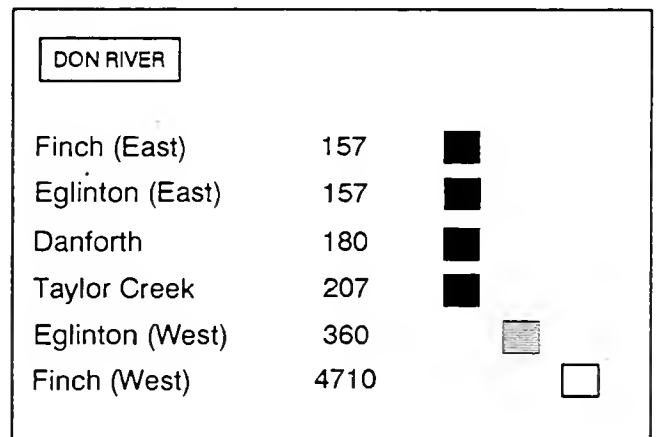 DON RIVER
Finch (East) 157
Eglinton (East) 157
Danforth 180
Taylor Creek 207
Eglinton (West) 360
Finch (West) 4710